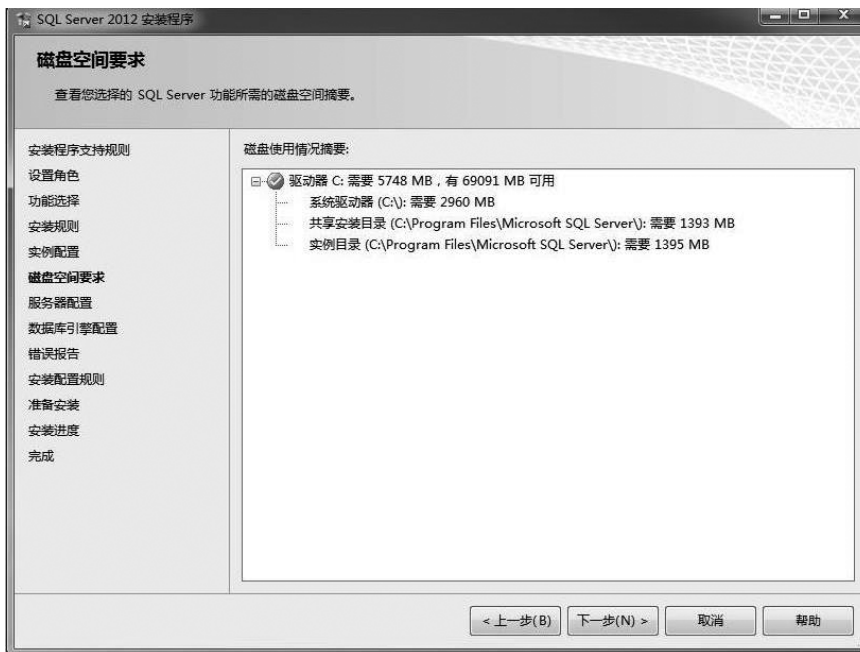 SQL Server 2012 安装程序
磁盘空间要求
查看您选择的 SQL Server 功能所需的磁盘空间摘要。
安装程序支持规则
设置角色
功能选择
安装规则
实例配置
磁盘空间要求
服务器配置
数据库引擎配置
错误报告
安装配置规则
准备安装
安装进度
完成
磁盘使用情况摘要:
驱动器 C: 需要 5748 MB , 有 69091 MB 可用
系统驱动器 (C:\): 需要 2960 MB
共享安装目录 (C:\Program Files\Microsoft SQL Server\): 需要 1393 MB
实例目录 (C:\Program Files\Microsoft SQL Server\): 需要 1395 MB
< 上一步(B)
下一步(N) >
取消
帮助